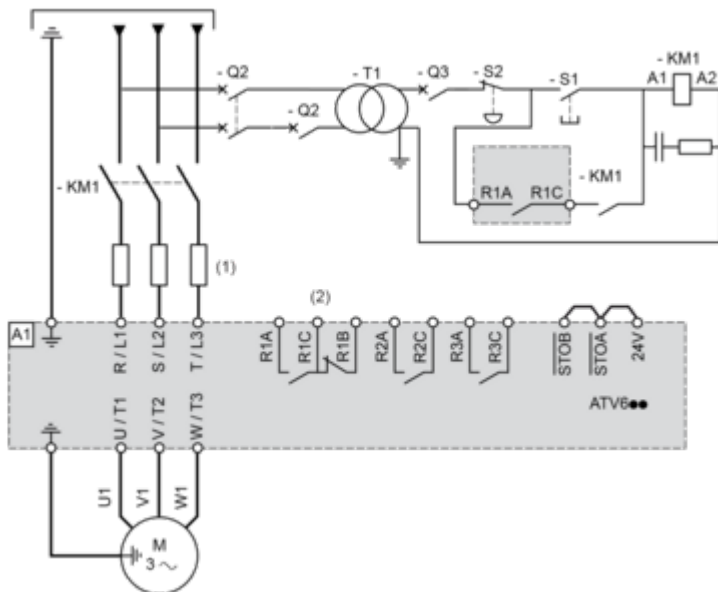 - Q2
- T1
- Q3
- S2
- S1
- KM1
A1
A2
- Q2
- KM1
R1A
R1C
- KM1
(1)
(2)
A1
R / L1
S / L2
T / L3
R1A
R1C
R1B
R2A
R2C
R3A
R3C
STOB
STOA
24V
ATV6●●
U / T1
V / T2
W / T3
U1
V1
W1
M
3 ~